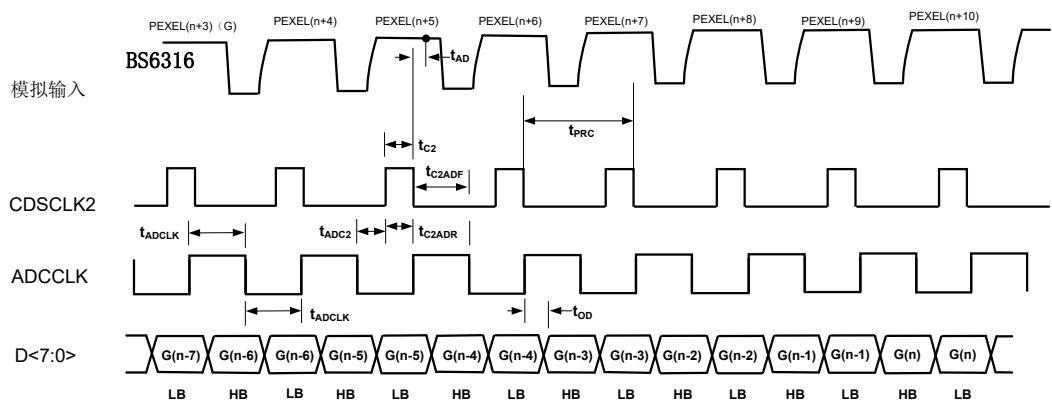 PEXEL(n+3)（G） PEXEL(n+4) PEXEL(n+5) PEXEL(n+6) PEXEL(n+7) PEXEL(n+8) PEXEL(n+9) PEXEL(n+10)
BS6316
模拟输入
tAD
tPRC
tC2
tC2ADF
CDSCLK2
tADCLK tADC2 tC2ADR
ADCCLK
tADCLK tOD
D<7:0> G(n-7) G(n-6) G(n-6) G(n-5) G(n-5) G(n-4) G(n-4) G(n-3) G(n-3) G(n-2) G(n-2) G(n-1) G(n-1) G(n) G(n)
LB HB LB HB LB HB LB HB LB HB LB HB LB HB LB